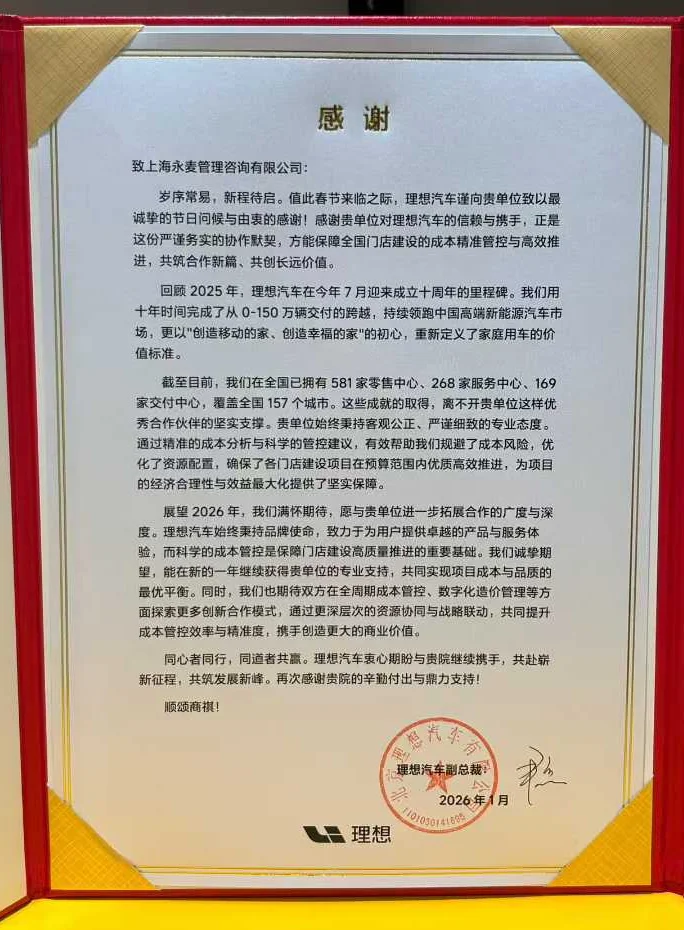 感谢
致上海永麦管理咨询有限公司：
岁序常易，新程待启。值此春节来临之际，理想汽车谨向贵单位致以最
诚挚的节日问候与由衷的感谢！感谢贵单位对理想汽车的信赖与携手，正是
这份严谨务实的协作默契，方能保障全国门店建设的成本精准管控与高效推
进，共筑合作新篇、共创长远价值。
回顾 2025 年，理想汽车在今年 7 月迎来成立十周年的里程碑。我们用
十年时间完成了从 0-150 万辆交付的跨越，持续领跑中国高端新能源汽车市
场，更以"创造移动的家、创造幸福的家"的初心，重新定义了家庭用车的价
值标准。
截至目前，我们在全国已拥有 581 家零售中心、268 家服务中心、169
家交付中心，覆盖全国 157 个城市。这些成就的取得，离不开贵单位这样优
秀合作伙伴的坚实支撑。贵单位始终秉持客观公正、严谨细致的专业态度。
通过精准的成本分析与科学的管控建议，有效帮助我们规避了成本风险，优
化了资源配置，确保了各门店建设项目在预算范围内优质高效推进，为项目
的经济合理性与效益最大化提供了坚实保障。
展望 2026 年，我们满怀期待，愿与贵单位进一步拓展合作的广度与深
度。理想汽车始终秉持品牌使命，致力于为用户提供卓越的产品与服务体
验，而科学的成本管控是保障门店建设高质量推进的重要基础。我们诚挚期
望，能在新的一年继续获得贵单位的专业支持，共同实现项目成本与品质的
最优平衡。同时，我们也期待双方在全周期成本管控、数字化造价管理等方
面探索更多创新合作模式，通过更深层次的资源协同与战略联动，共同提升
成本管控效率与精准度，携手创造更大的商业价值。
同心者同行，同道者共赢。理想汽车衷心期盼与贵院继续携手，共赴崭
新征程，共筑发展新峰。再次感谢贵院的辛勤付出与鼎力支持！
顺颂商祺！
北京理想汽车有限公司
理想汽车副总裁：
2026 年 1 月
理想